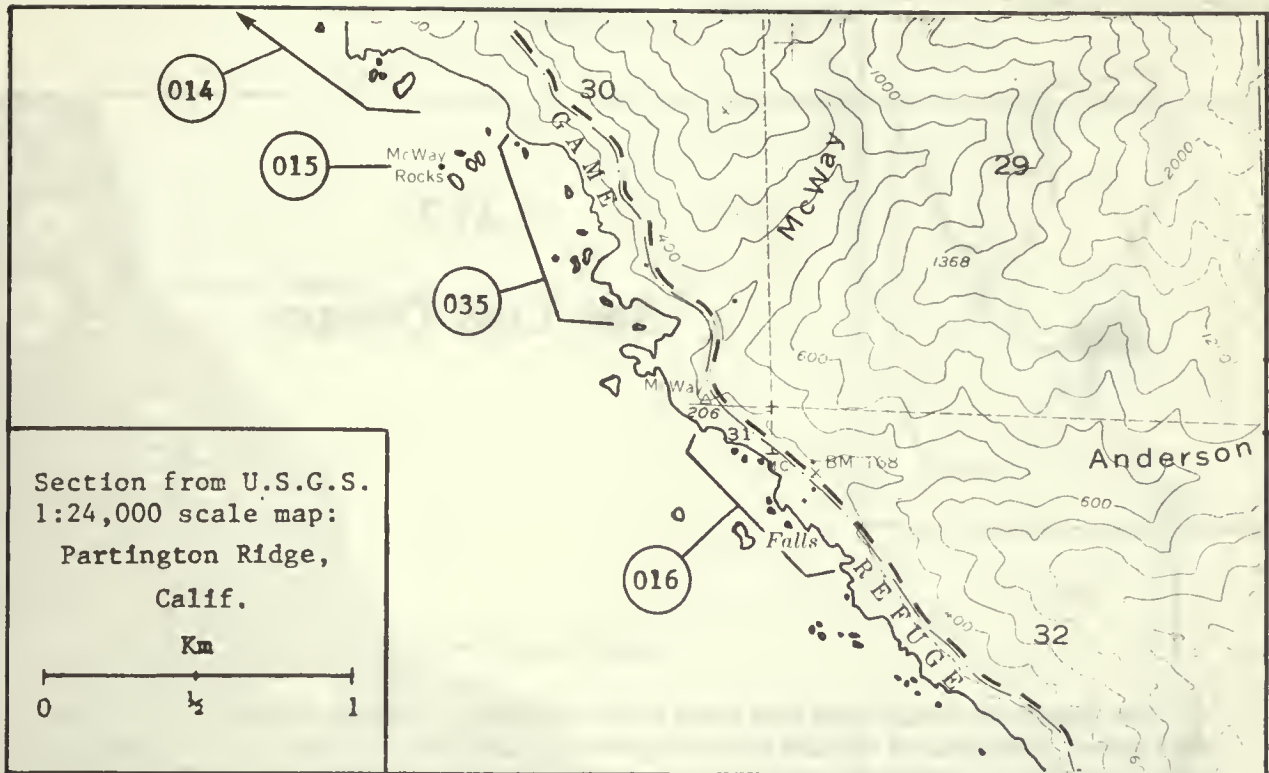 014
30
1000
015
McWay
Rocks
GAME
McWay
29
2000
400
1368
035
600
McWay
206
31
BM 168
Anderson
600
Section from U.S.G.S.
1:24,000 scale map:
Partington Ridge,
Calif.
Km
0 ½ 1
Falls
016
REFUGE
400
32